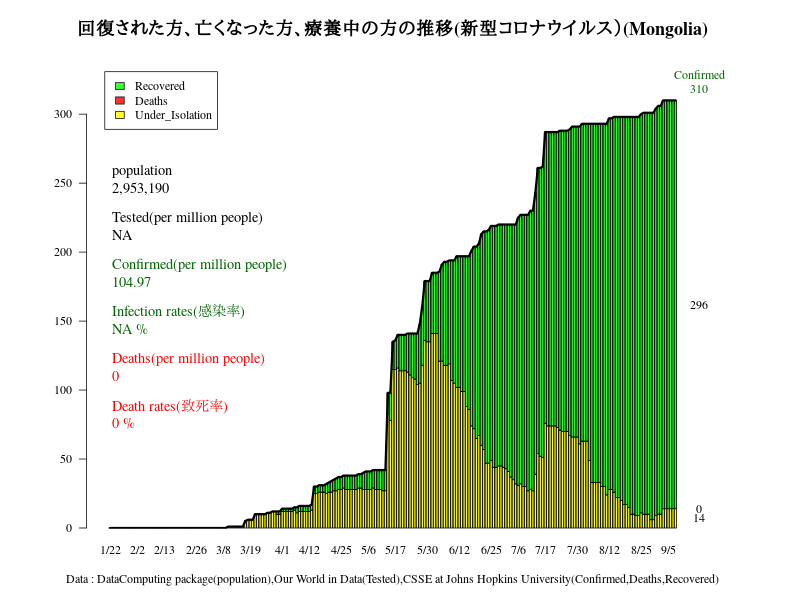 回復された方、亡くなった方、療養中の方の推移(新型コロナウイルス）(Mongolia)
Confirmed
310
Recovered
Deaths
Under_Isolation
population
2,953,190
Tested(per million people)
NA
Confirmed(per million people)
104.97
Infection rates(感染率)
NA %
Deaths(per million people)
0
Death rates(致死率)
0 %
300
250
200
150
100
50
0
296
0
14
1/22 2/2 2/13 2/26 3/8 3/19 4/1 4/12 4/25 5/6 5/17 5/30 6/12 6/25 7/6 7/17 7/30 8/12 8/25 9/5
Data : DataComputing package(population),Our World in Data(Tested),CSSE at Johns Hopkins University(Confirmed,Deaths,Recovered)